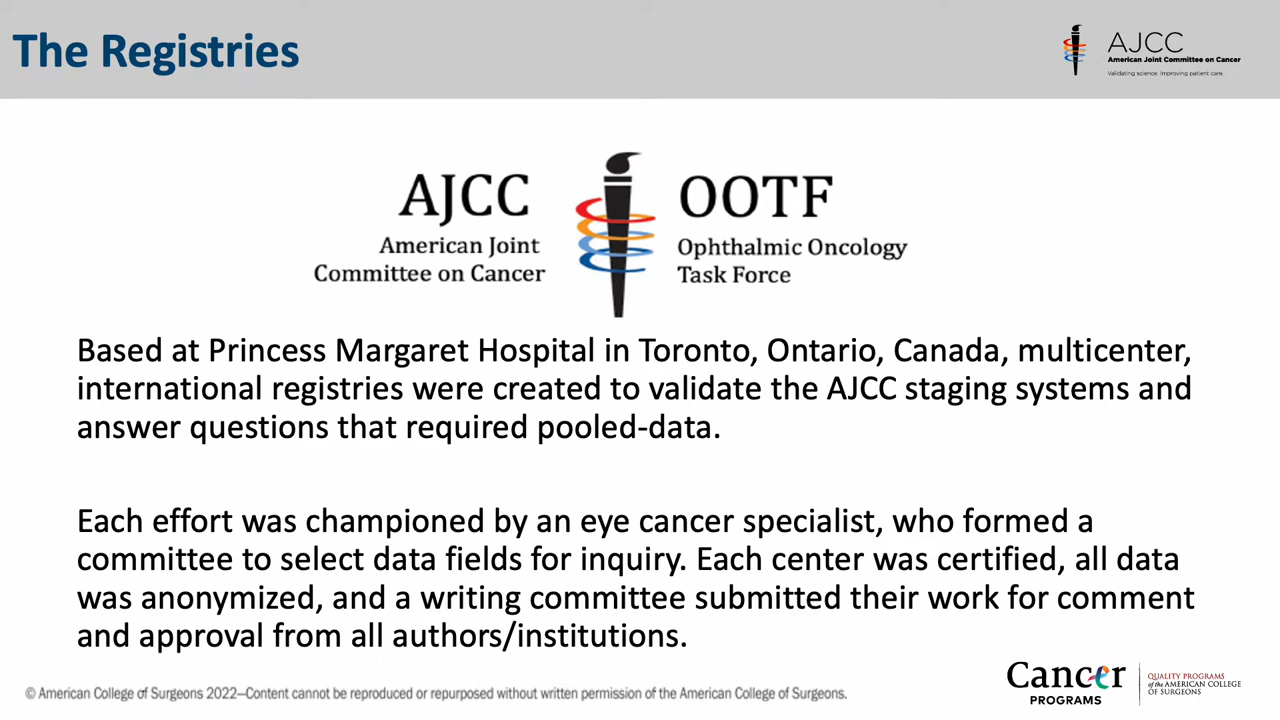 The Registries
AJCC
American Joint Committee on Cancer
Validating science. Improving patient care.
AJCC
American Joint
Committee on Cancer
OOTF
Ophthalmic Oncology
Task Force
Based at Princess Margaret Hospital in Toronto, Ontario, Canada, multicenter,
international registries were created to validate the AJCC staging systems and
answer questions that required pooled-data.
Each effort was championed by an eye cancer specialist, who formed a
committee to select data fields for inquiry. Each center was certified, all data
was anonymized, and a writing committee submitted their work for comment
and approval from all authors/institutions.
© American College of Surgeons 2022—Content cannot be reproduced or repurposed without written permission of the American College of Surgeons.
Cancer
PROGRAMS
QUALITY PROGRAMS
of the AMERICAN COLLEGE
OF SURGEONS